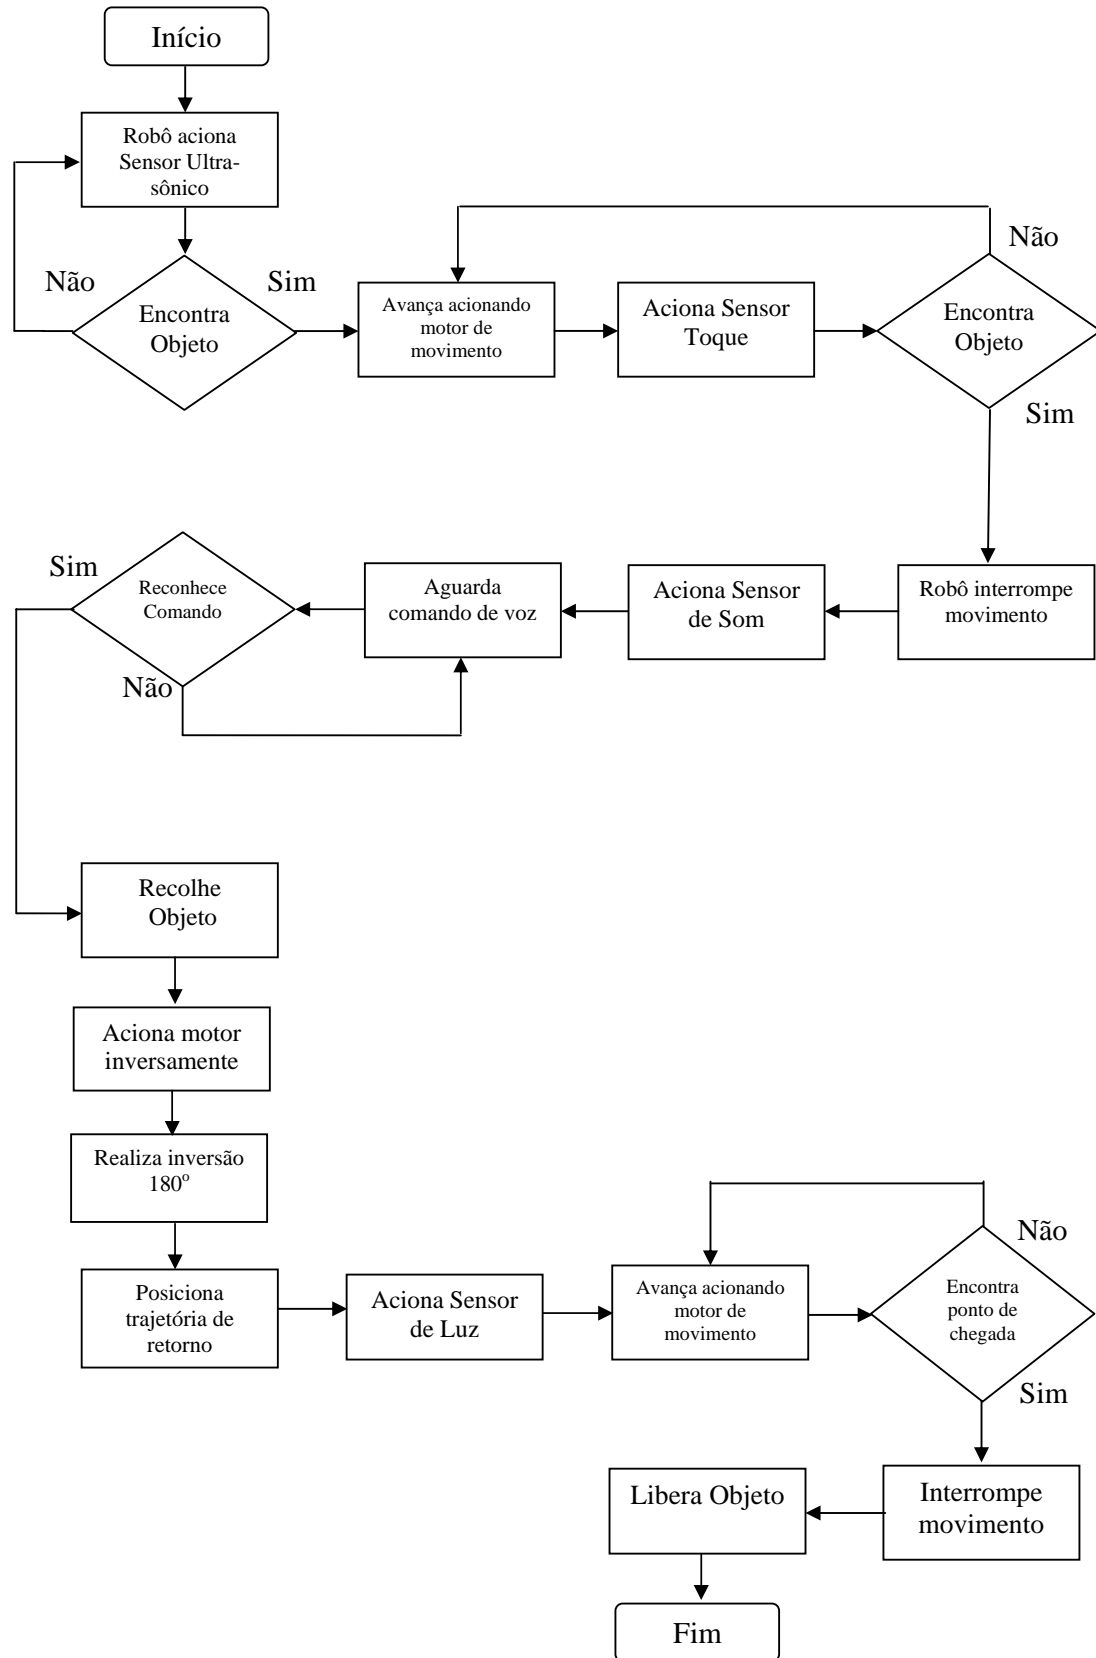 Início
Robô aciona
Sensor Ultra-
sônico
Não
Sim
Encontra
Objeto
Avança acionando
motor de
movimento
Aciona Sensor
Toque
Não
Encontra
Objeto
Sim
Robô interrompe
movimento
Aciona Sensor
de Som
Aguarda
comando de voz
Sim
Reconhece
Comando
Não
Recolhe
Objeto
Aciona motor
inversamente
Realiza inversão
180º
Posiciona
trajetória de
retorno
Aciona Sensor
de Luz
Avança acionando
motor de
movimento
Não
Encontra
ponto de
chegada
Sim
Interrompe
movimento
Libera Objeto
Fim